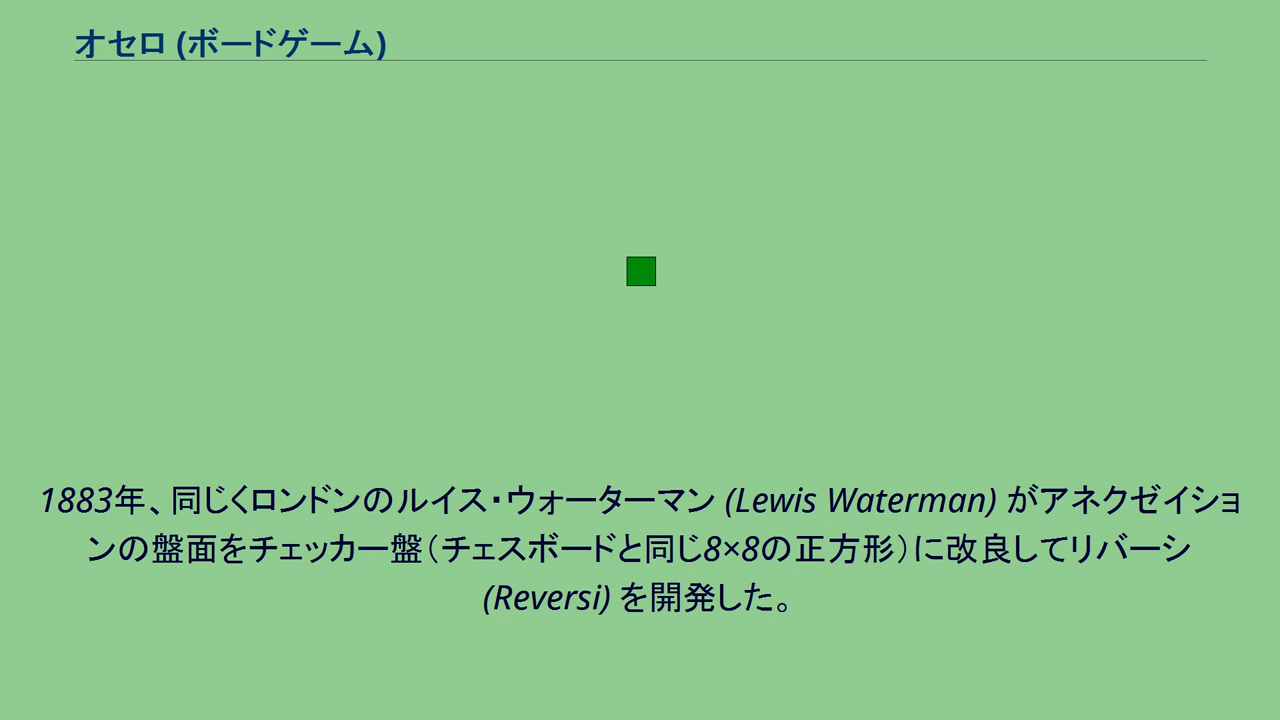 オセロ (ボードゲーム)
1883年、同じくロンドンのルイス・ウォーターマン (Lewis Waterman) がアネクゼイショ
ンの盤面をチェッカー盤（チェスボードと同じ8×8の正方形）に改良してリバーシ
(Reversi) を開発した。